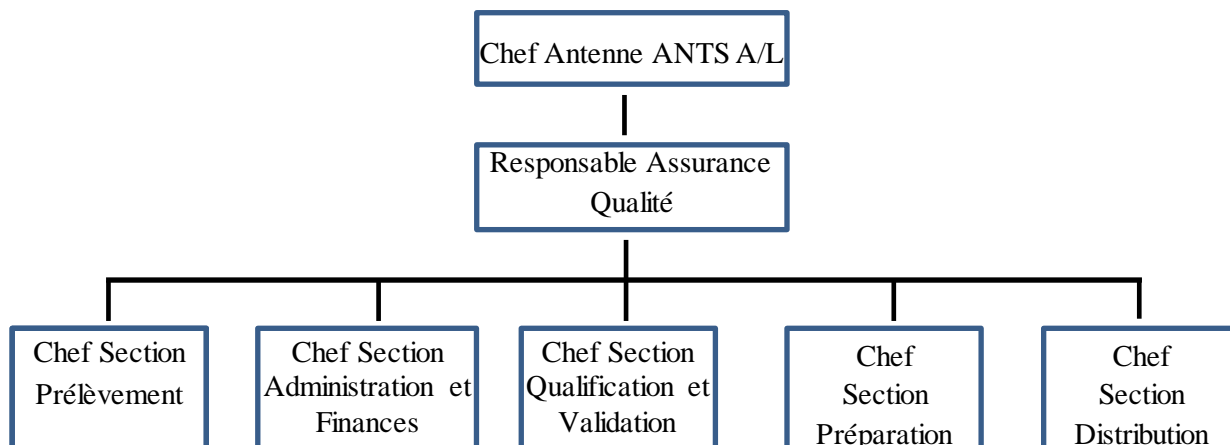 Chef Antenne ANTS A/L
Responsable Assurance
Qualité
Chef Section
Prélèvement
Chef Section
Administration et
Finances
Chef Section
Qualification et
Validation
Chef
Section
Préparation
Chef
Section
Distribution